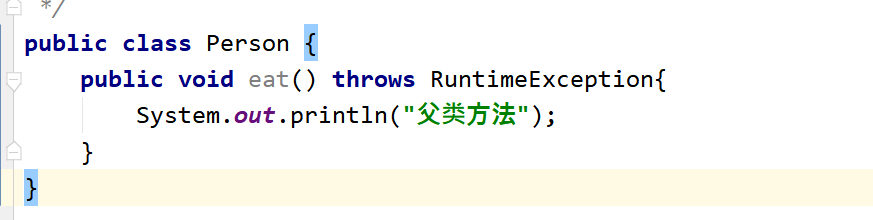 */
public class Person {
public void eat() throws RuntimeException{
System.out.println("父类方法");
}
}